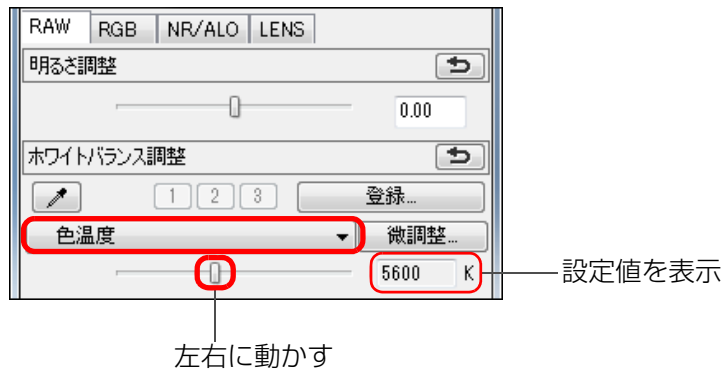 RAW RGB NR/ALO LENS
明るさ調整
0.00
ホワイトバランス調整
1 2 3 登録...
色温度 微調整...
5600 K 設定値を表示
左右に動かす